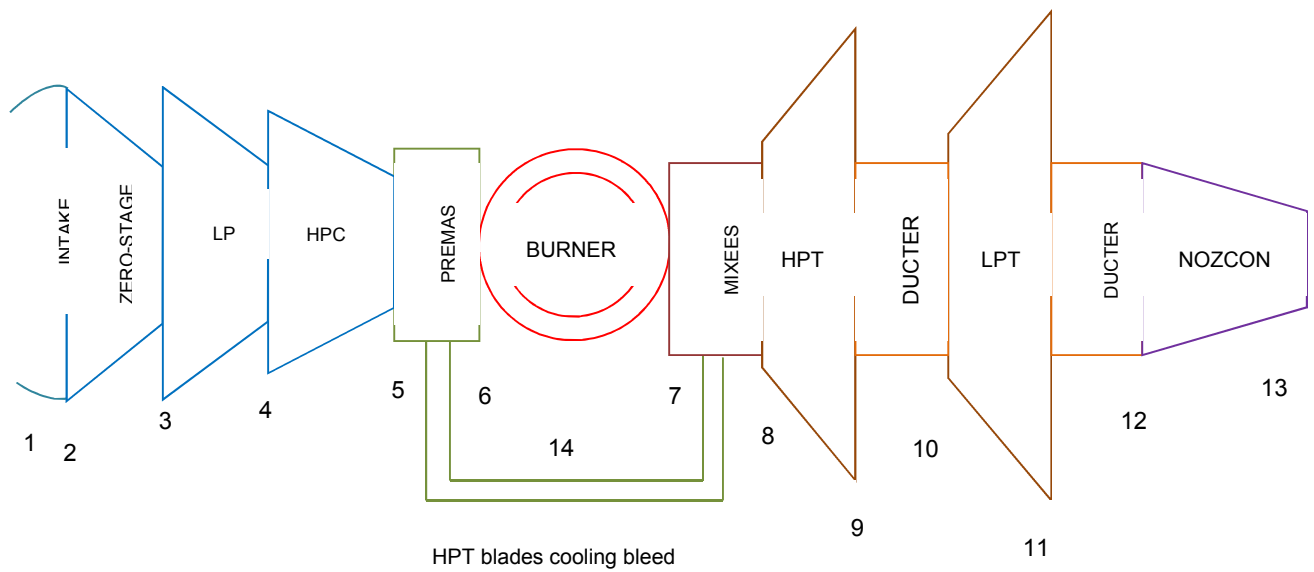 INTAKE
ZERO-STAGE
LP
HPC
PREMAS
BURNER
MIXEES
HPT
DUCTER
LPT
DUCTER
NOZCON
1
2
3
4
5
6
7
8
9
10
11
12
13
14
HPT blades cooling bleed